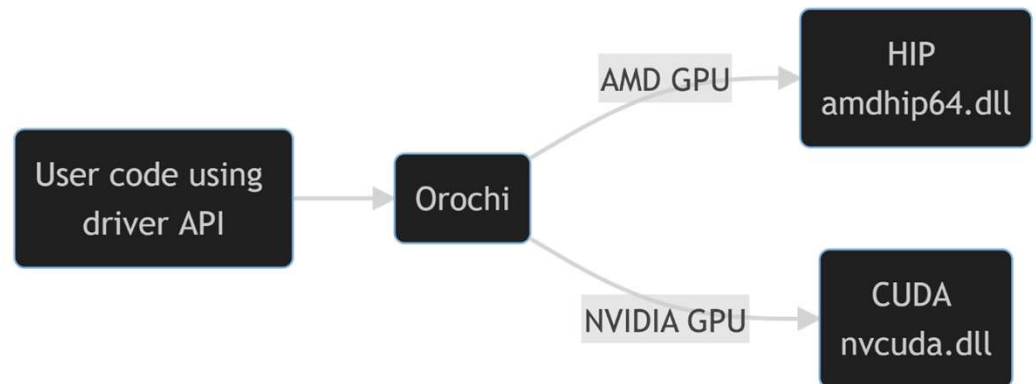 User code using
driver API
Orochi
AMD GPU
HIP
amdhip64.dll
NVIDIA GPU
CUDA
nvcuda.dll